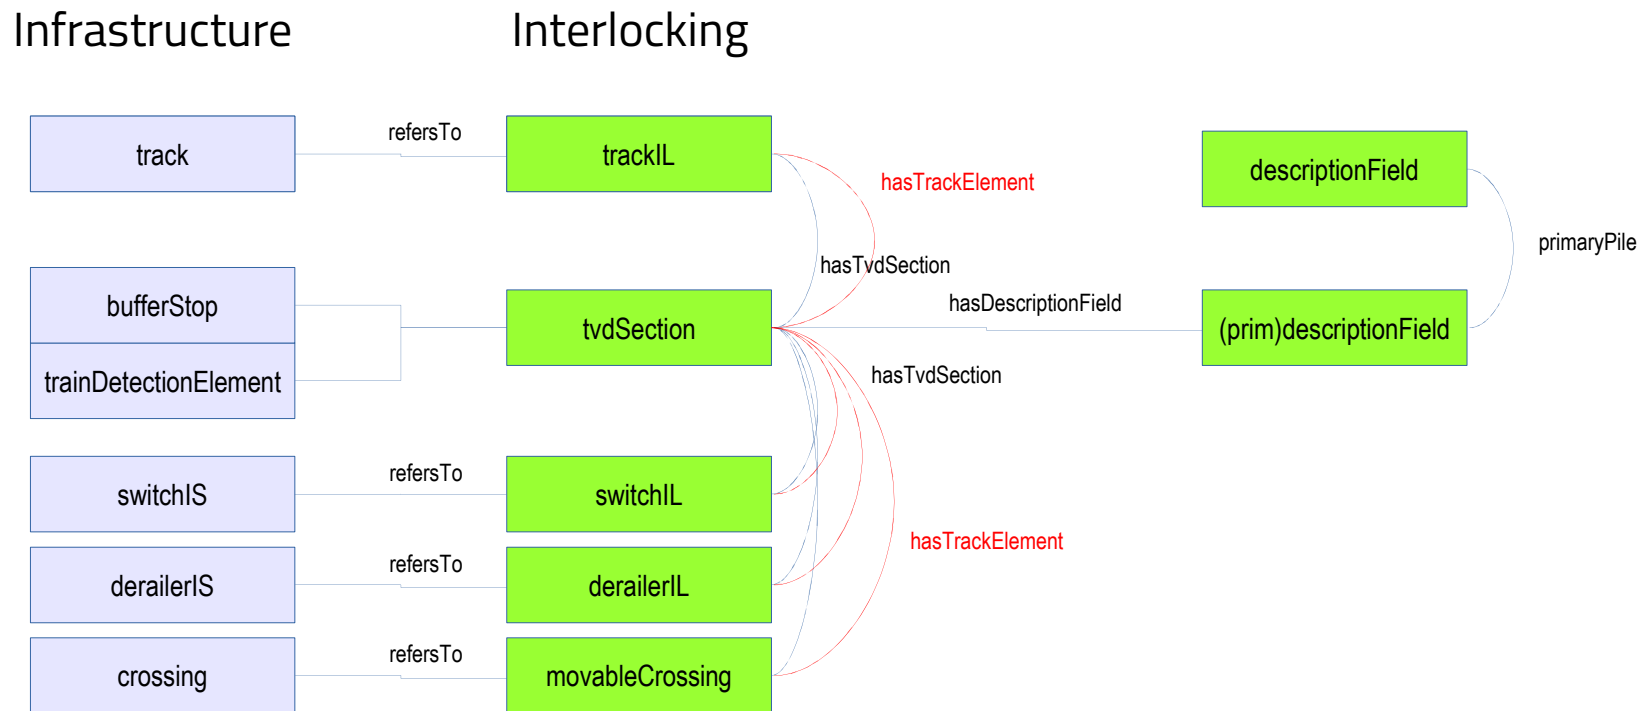 Infrastructure
Interlocking
track
refersTo
trackIL
hasTrackElement
descriptionField
primaryPile
hasTvdSection
bufferStop
tvdSection
hasDescriptionField
(prim)descriptionField
trainDetectionElement
hasTvdSection
switchIS
refersTo
switchIL
hasTrackElement
derailerIS
refersTo
derailerIL
crossing
refersTo
movableCrossing